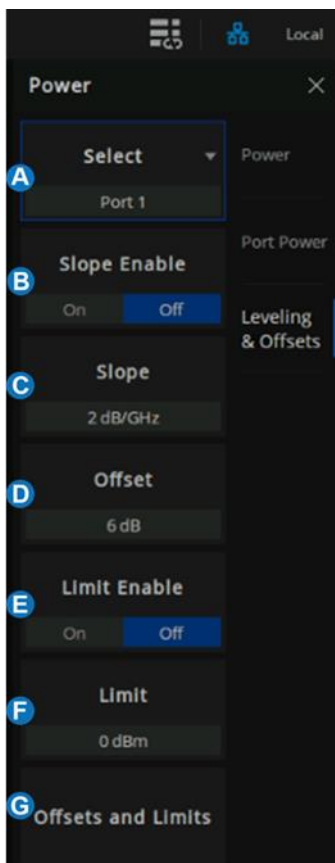 Local
Power
Select
Port 1
A
Slope Enable
On Off
B
Slope
2 dB/GHz
C
Offset
6 dB
D
Limit Enable
On Off
E
Limit
0 dBm
F
G
Offsets and Limits
Power
Port Power
Leveling
& Offsets